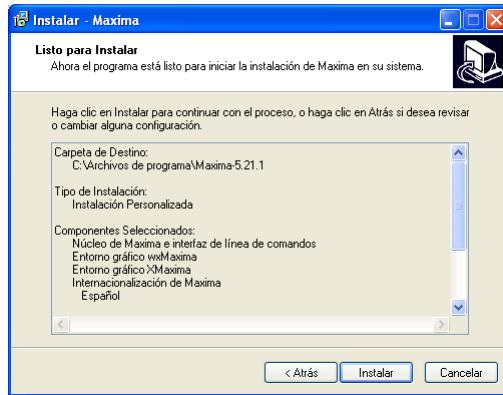 Instalar - Maxima
Listo para Instalar
Ahora el programa está listo para iniciar la instalación de Maxima en su sistema.
Haga clic en Instalar para continuar con el proceso, o haga clic en Atrás si desea revisar
o cambiar alguna configuración.
Carpeta de Destino:
C:\Archivos de programa\Maxima-5.21.1
Tipo de Instalación:
Instalación Personalizada
Componentes Seleccionados:
Núcleo de Maxima e interfaz de línea de comandos
Entorno gráfico wxMaxima
Entorno gráfico XMaxima
Internacionalización de Maxima
Español
< Atrás
Instalar
Cancelar